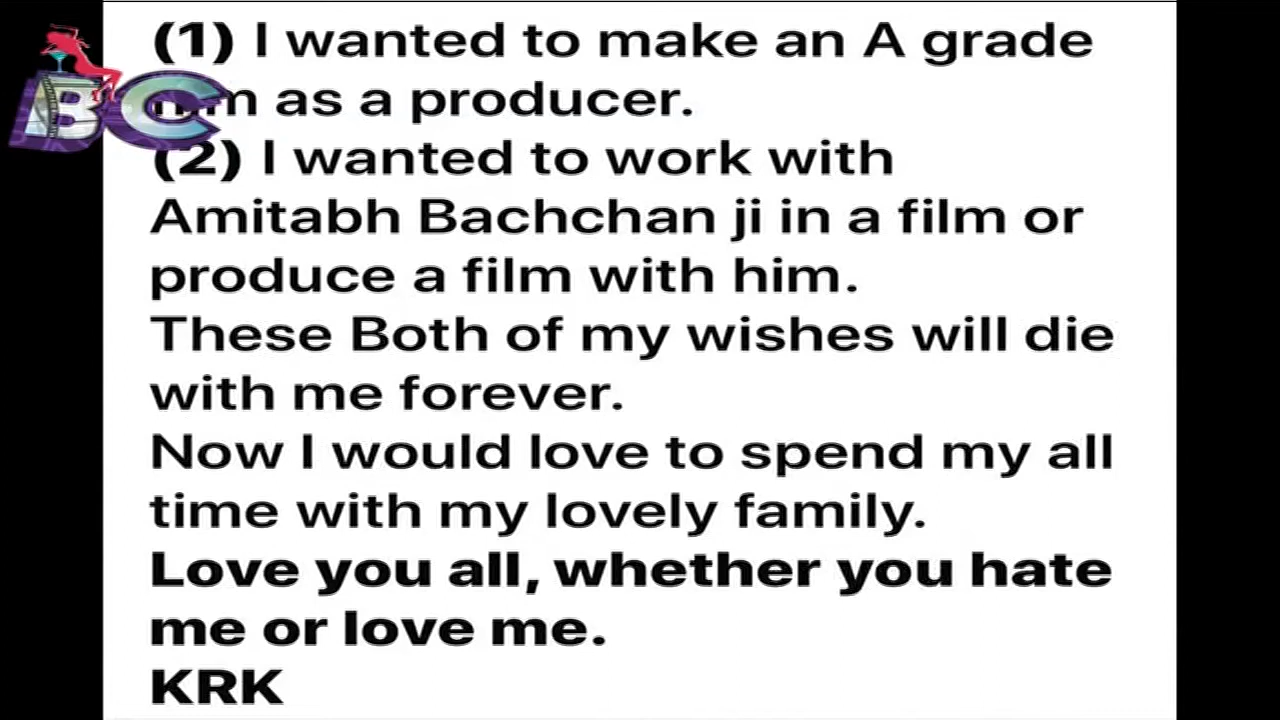 (1) I wanted to make an A grade
film as a producer.
(2) I wanted to work with
Amitabh Bachchan ji in a film or
produce a film with him.
These Both of my wishes will die
with me forever.
Now I would love to spend my all
time with my lovely family.
Love you all, whether you hate
me or love me.
KRK
BC